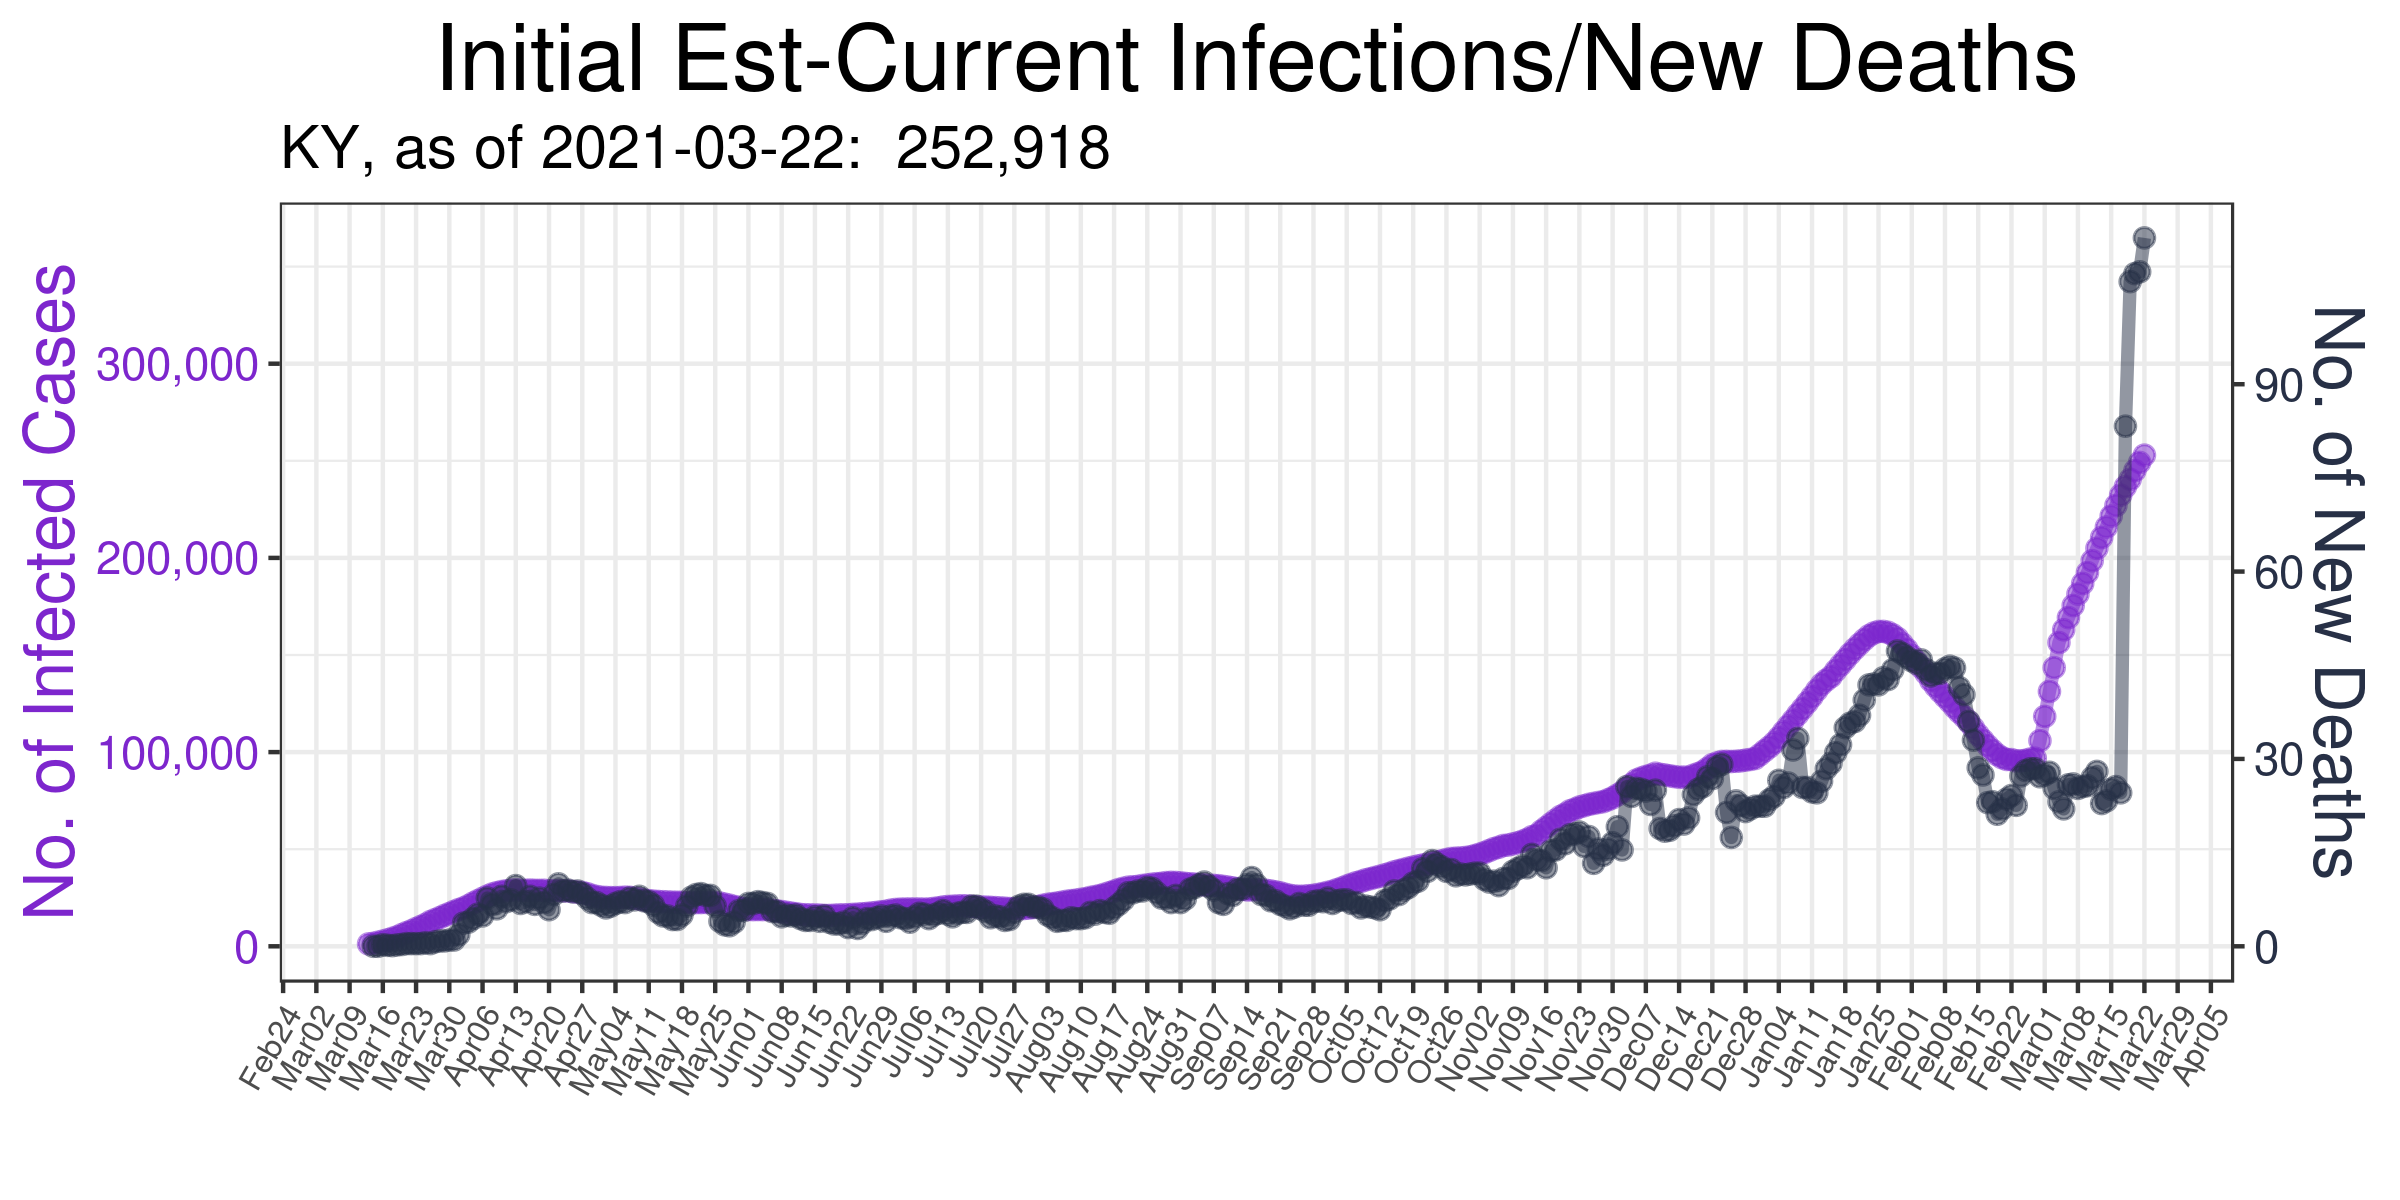 Initial Est-Current Infections/New Deaths
KY, as of 2021-03-22:  252,918
No. of Infected Cases
300,000
200,000
100,000
0
90
60
30
0
No. of New Deaths
Feb24
Mar02
Mar09
Mar16
Mar23
Mar30
Apr06
Apr13
Apr20
Apr27
May04
May11
May18
May25
Jun01
Jun08
Jun15
Jun22
Jun29
Jul06
Jul13
Jul20
Jul27
Aug03
Aug10
Aug17
Aug24
Aug31
Sep07
Sep14
Sep21
Sep28
Oct05
Oct12
Oct19
Oct26
Nov02
Nov09
Nov16
Nov23
Nov30
Dec07
Dec14
Dec21
Dec28
Jan04
Jan11
Jan18
Jan25
Feb01
Feb08
Feb15
Feb22
Mar01
Mar08
Mar15
Mar22
Mar29
Apr05